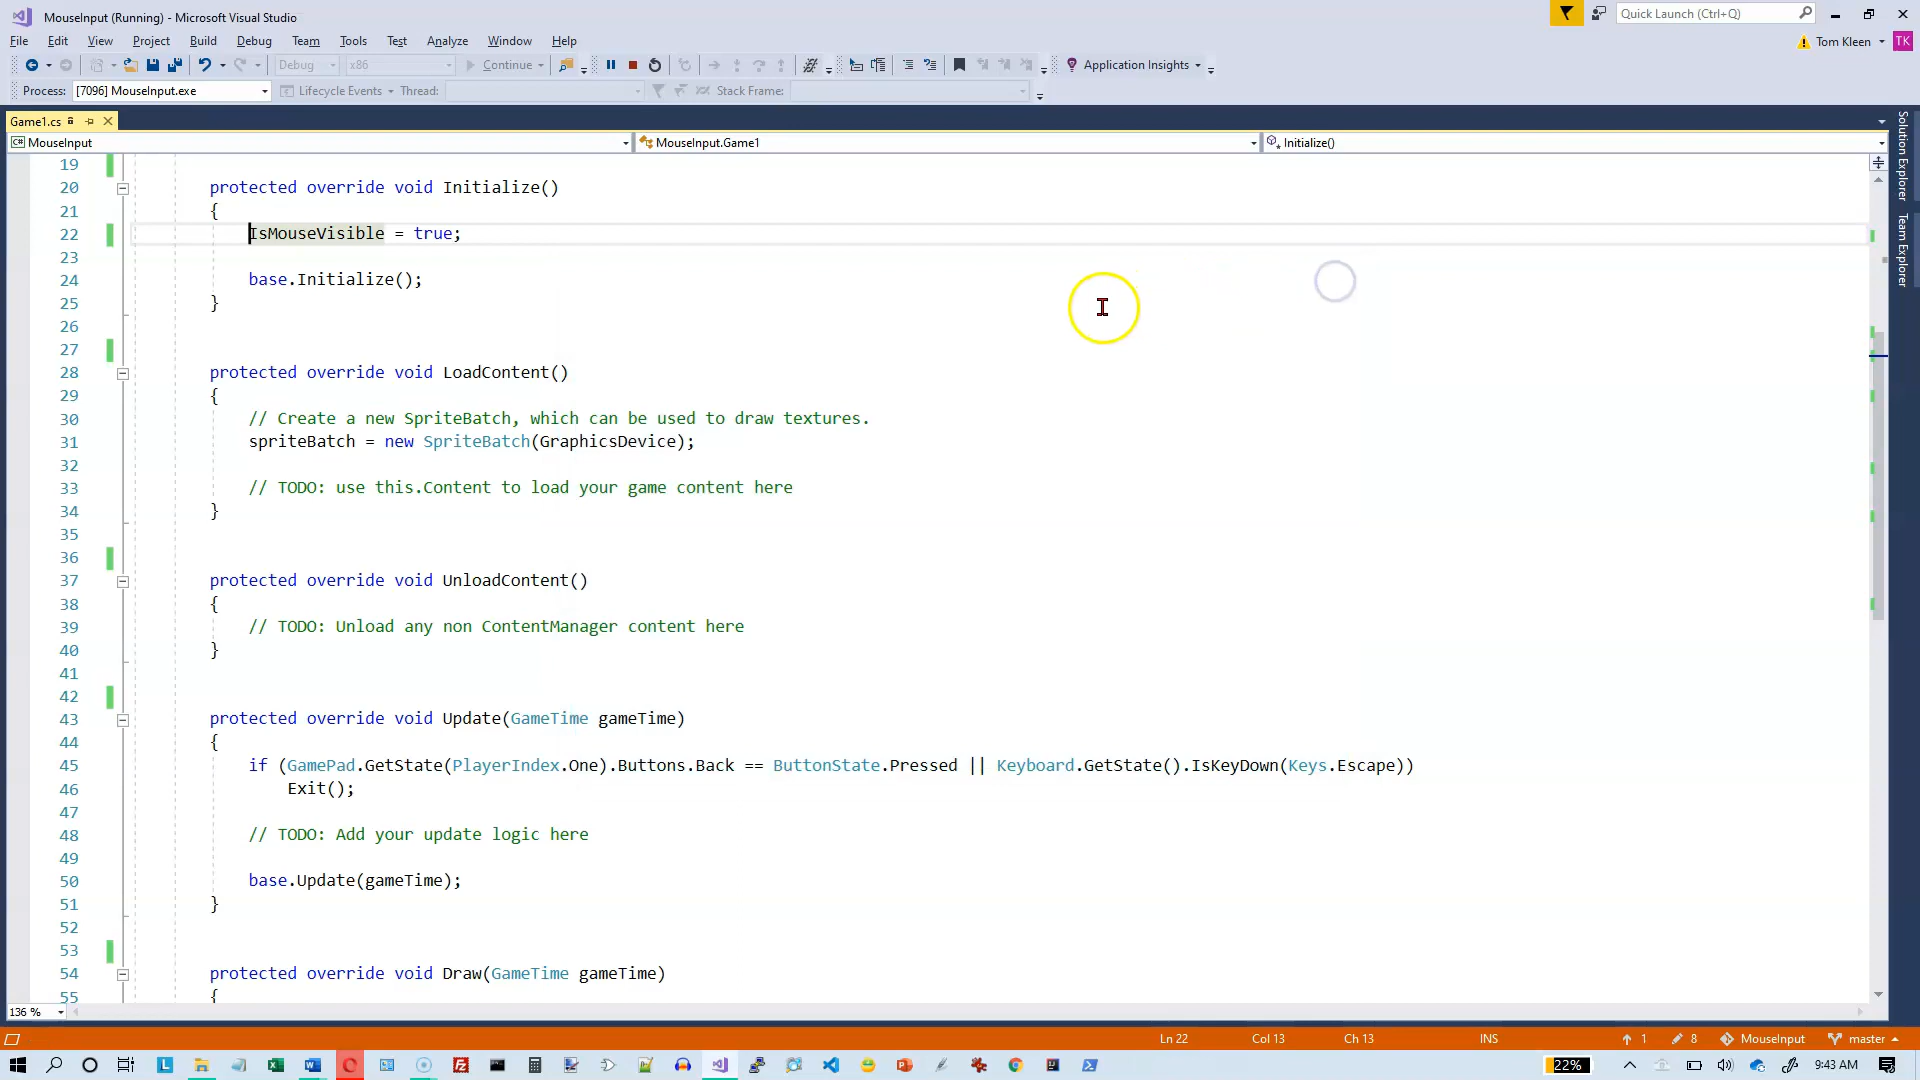 MouseInput (Running) - Microsoft Visual Studio
Quick Launch (Ctrl+Q)
File Edit View Project Build Debug Team Tools Test Analyze Window Help
Tom Kleen
TK
Debug x86 Continue Application Insights
Process: [7096] MouseInput.exe Lifecycle Events Thread: Stack Frame:
Game1.cs
C# MouseInput MouseInput.Game1 Initialize()
Solution Explorer
Team Explorer
19
20 protected override void Initialize()
21 {
22 IsMouseVisible = true;
23
24 base.Initialize();
25 }
26
27
28 protected override void LoadContent()
29 {
30 // Create a new SpriteBatch, which can be used to draw textures.
31 spriteBatch = new SpriteBatch(GraphicsDevice);
32
33 // TODO: use this.Content to load your game content here
34 }
35
36
37 protected override void UnloadContent()
38 {
39 // TODO: Unload any non ContentManager content here
40 }
41
42
43 protected override void Update(GameTime gameTime)
44 {
45 if (GamePad.GetState(PlayerIndex.One).Buttons.Back == ButtonState.Pressed || Keyboard.GetState().IsKeyDown(Keys.Escape))
46 Exit();
47
48 // TODO: Add your update logic here
49
50 base.Update(gameTime);
51 }
52
53
54 protected override void Draw(GameTime gameTime)
55 {
136 %
Ln 22 Col 13 Ch 13 INS 1 8 MouseInput master
22% 9:43 AM